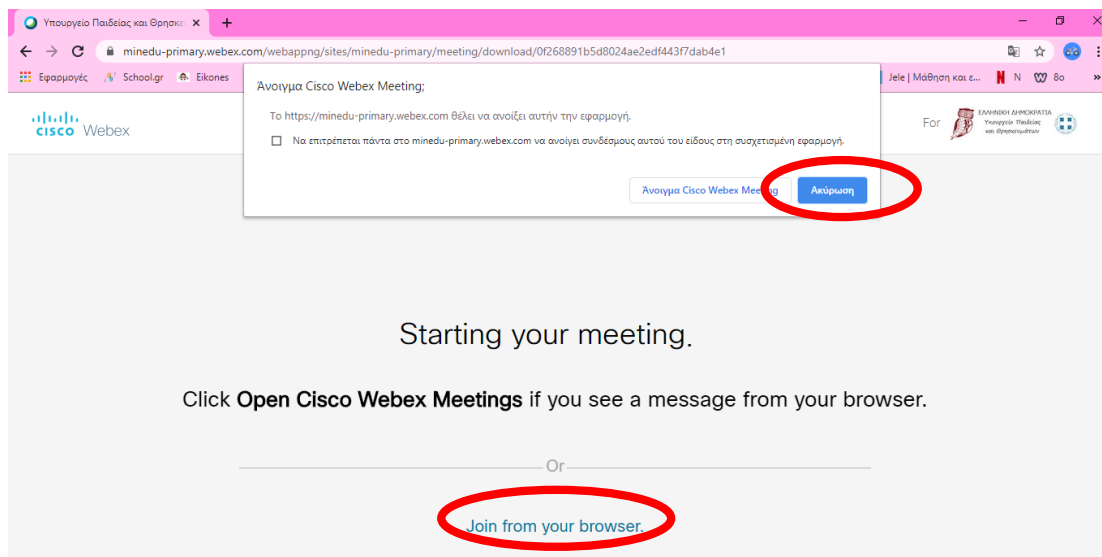 Υπουργείο Παιδείας και Θρησκε
minedu-primary.webex.com/webappng/sites/minedu-primary/meeting/download/0f268891b5d8024ae2edf443f7dab4e1
Εφαρμογές School.gr Eikones Jele | Μάθηση και ε... N 8ο »
Άνοιγμα Cisco Webex Meeting;
Το https://minedu-primary.webex.com θέλει να ανοίξει αυτήν την εφαρμογή.
Να επιτρέπεται πάντα στο minedu-primary.webex.com να ανοίγει συνδέσμους αυτού του είδους στη συσχετισμένη εφαρμογή.
Άνοιγμα Cisco Webex Meeting Ακύρωση
CISCO Webex
For ΕΛΛΗΝΙΚΗ ΔΗΜΟΚΡΑΤΙΑ
Υπουργείο Παιδείας
και Θρησκευμάτων
Starting your meeting.
Click Open Cisco Webex Meetings if you see a message from your browser.
Or
Join from your browser.